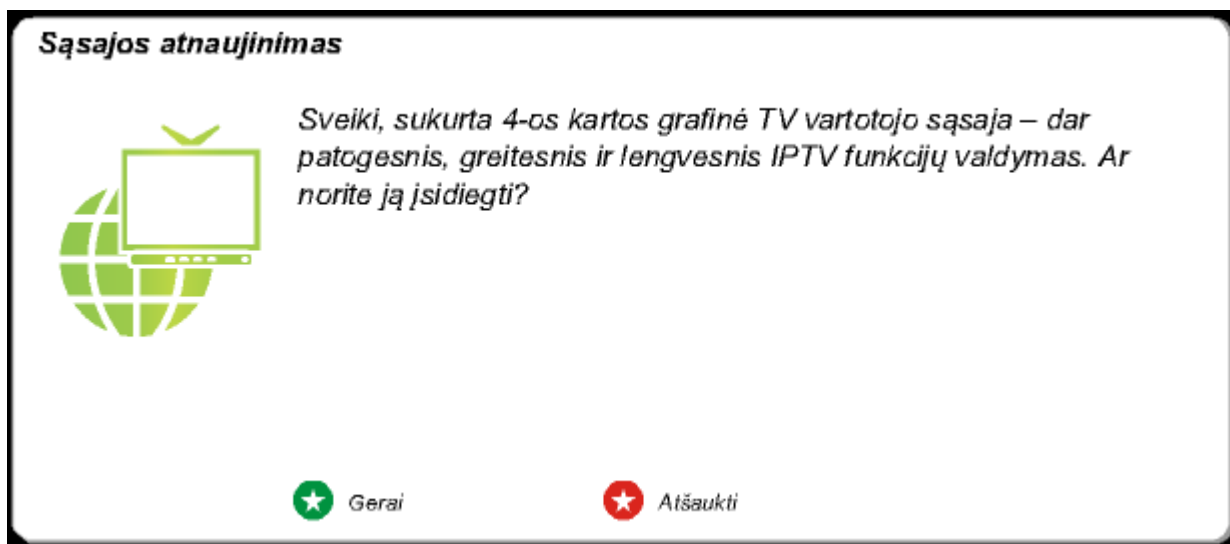 Sąsajos atnaujinimas
Sveiki, sukurta 4-os kartos grafinė TV vartotojo sąsaja – dar
patogesnis, greitesnis ir lengvesnis IPTV funkcijų valdymas. Ar
norite ją įsidiegti?
Gerai
Atšaukti